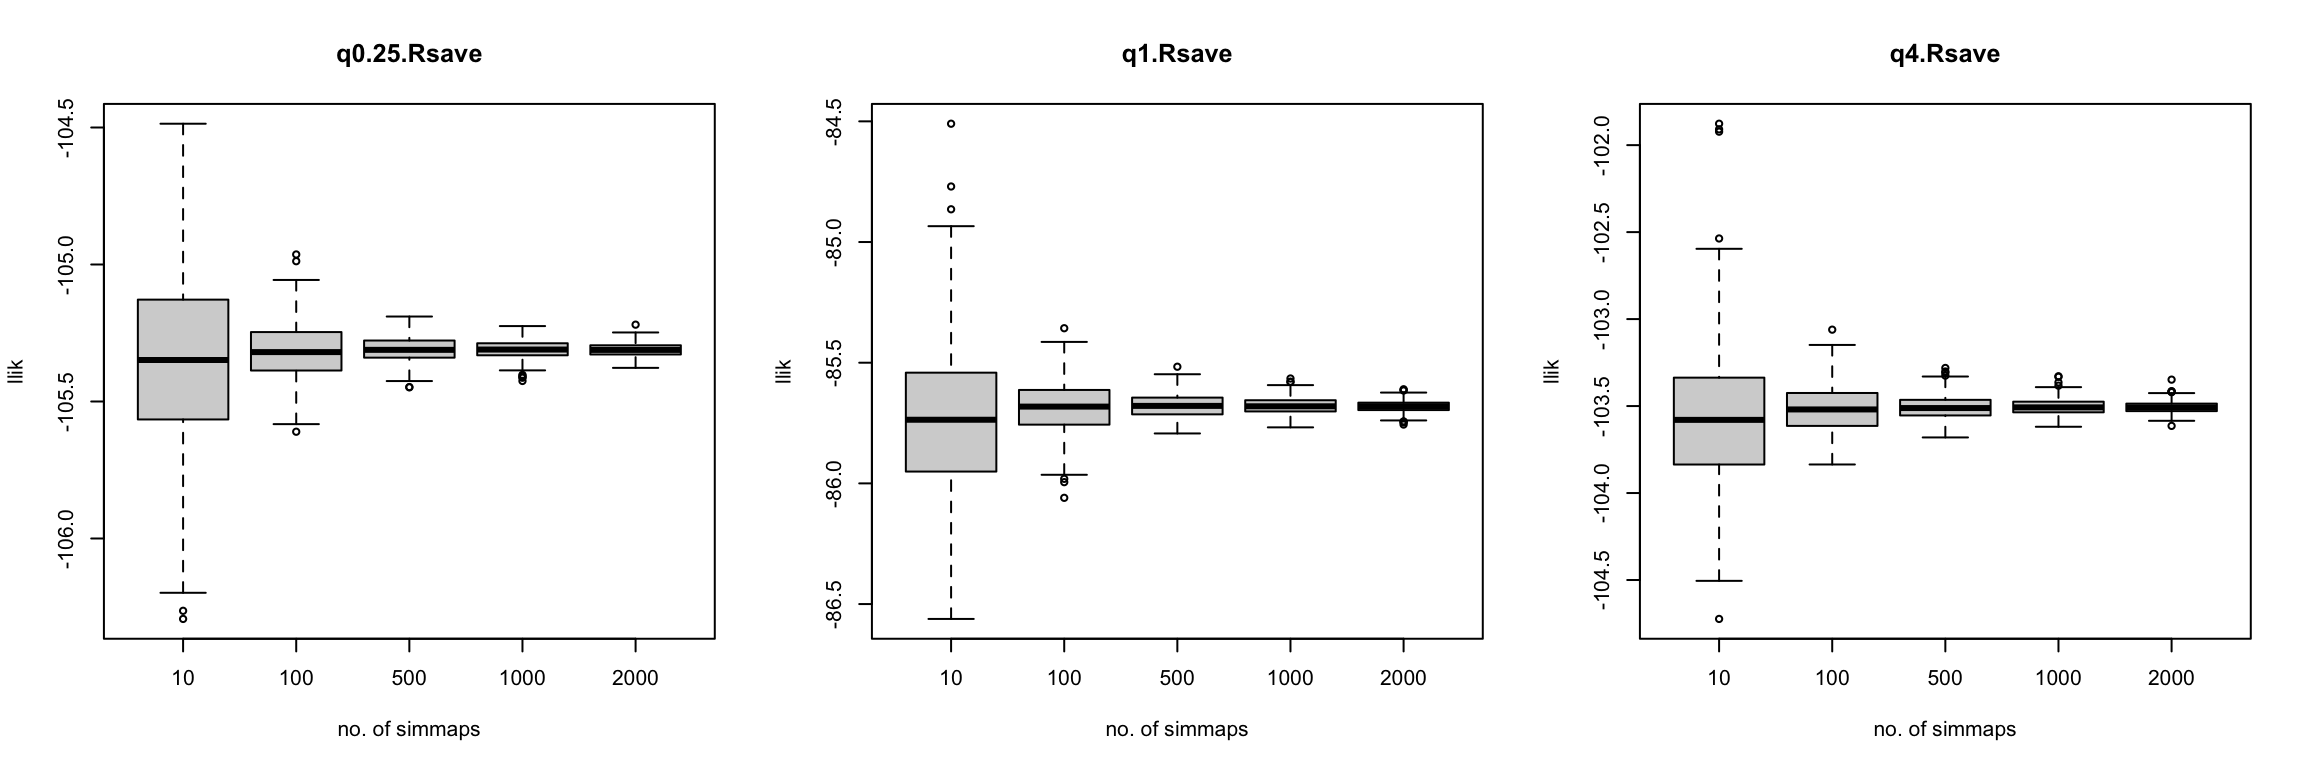 q0.25.Rsave
llik
-104.5
-105.0
-105.5
-106.0
10 100 500 1000 2000
no. of simmaps
q1.Rsave
llik
-84.5
-85.0
-85.5
-86.0
-86.5
10 100 500 1000 2000
no. of simmaps
q4.Rsave
llik
-102.0
-102.5
-103.0
-103.5
-104.0
-104.5
10 100 500 1000 2000
no. of simmaps